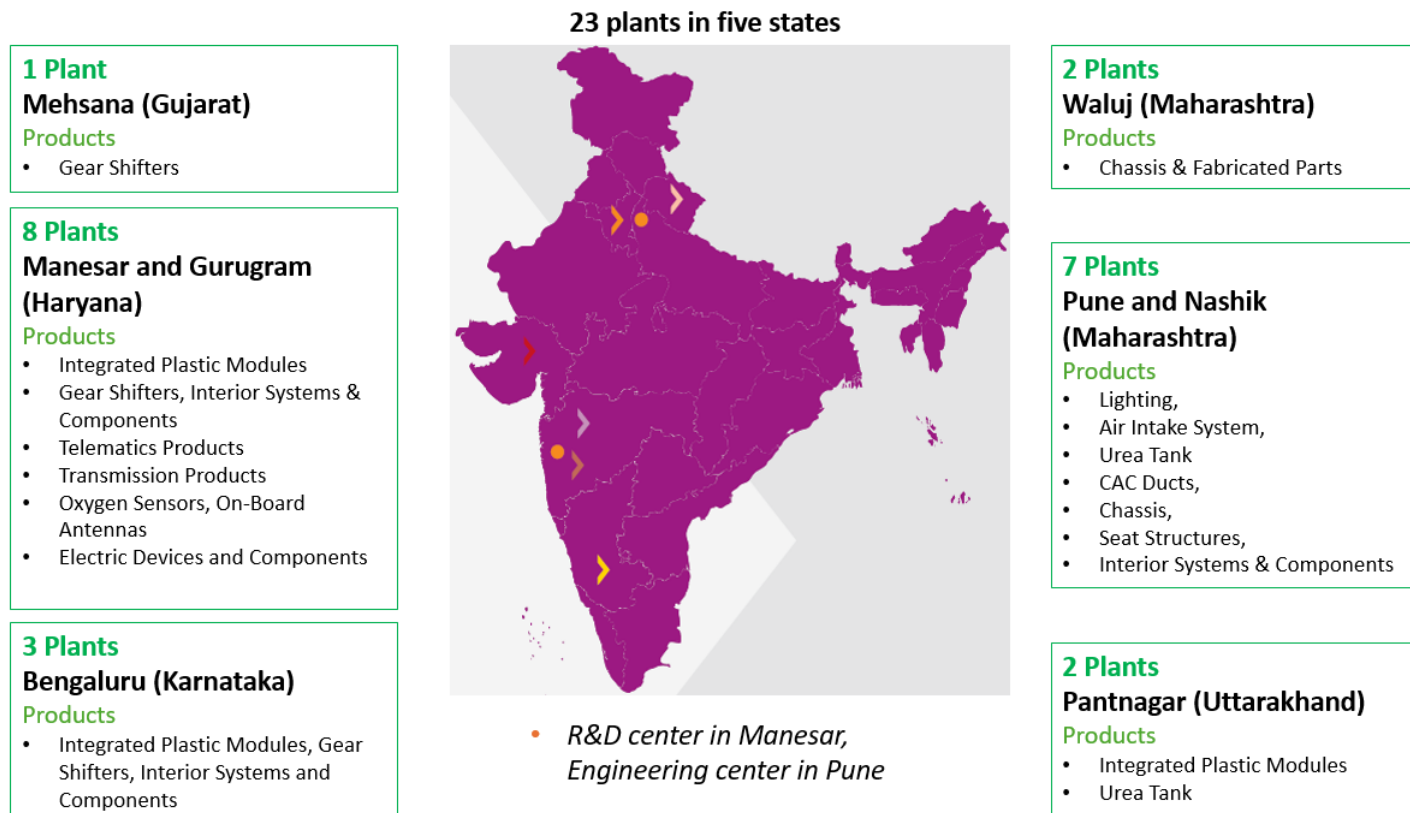 23 plants in five states
1 Plant
Mehsana (Gujarat)
Products
• Gear Shifters
8 Plants
Manesar and Gurugram
(Haryana)
Products
• Integrated Plastic Modules
• Gear Shifters, Interior Systems &
Components
• Telematics Products
• Transmission Products
• Oxygen Sensors, On-Board
Antennas
• Electric Devices and Components
3 Plants
Bengaluru (Karnataka)
Products
• Integrated Plastic Modules, Gear
Shifters, Interior Systems and
Components
• R&D center in Manesar,
Engineering center in Pune
2 Plants
Waluj (Maharashtra)
Products
• Chassis & Fabricated Parts
7 Plants
Pune and Nashik
(Maharashtra)
Products
• Lighting,
• Air Intake System,
• Urea Tank
• CAC Ducts,
• Chassis,
• Seat Structures,
• Interior Systems & Components
2 Plants
Pantnagar (Uttarakhand)
Products
• Integrated Plastic Modules
• Urea Tank